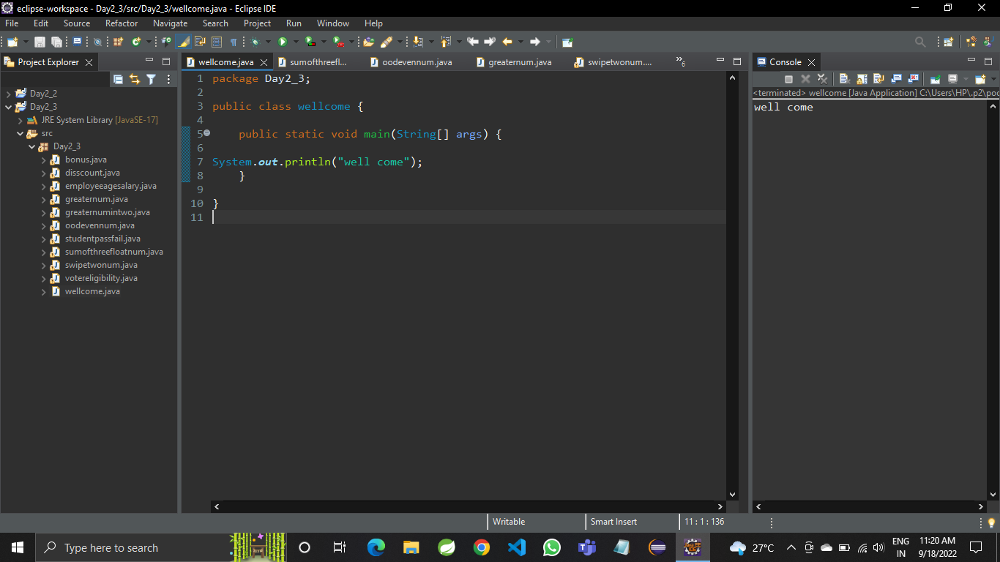 eclipse-workspace - Day2_3/src/Day2_3/wellcome.java - Eclipse IDE
File Edit Source Refactor Navigate Search Project Run Window Help
Project Explorer
Day2_2
Day2_3
JRE System Library [JavaSE-17]
src
Day2_3
bonus.java
disscount.java
employeeagesalary.java
greaternum.java
greaternumintwo.java
oodevennum.java
studentpassfail.java
sumofthreefloatnum.java
swipetwonum.java
votereligibility.java
wellcome.java
wellcome.java sumofthreefl... oodevennum.java greaternum.java swipetwonum.... »6
1 package Day2_3;
2
3 public class wellcome {
4
5 public static void main(String[] args) {
6
7 System.out.println("well come");
8 }
9
10 }
11
Console
<terminated> wellcome [Java Application] C:\Users\HP\.p2\poo
well come
Writable Smart Insert 11 : 1 : 136
Type here to search
27°C ENG 11:20 AM
IN 9/18/2022